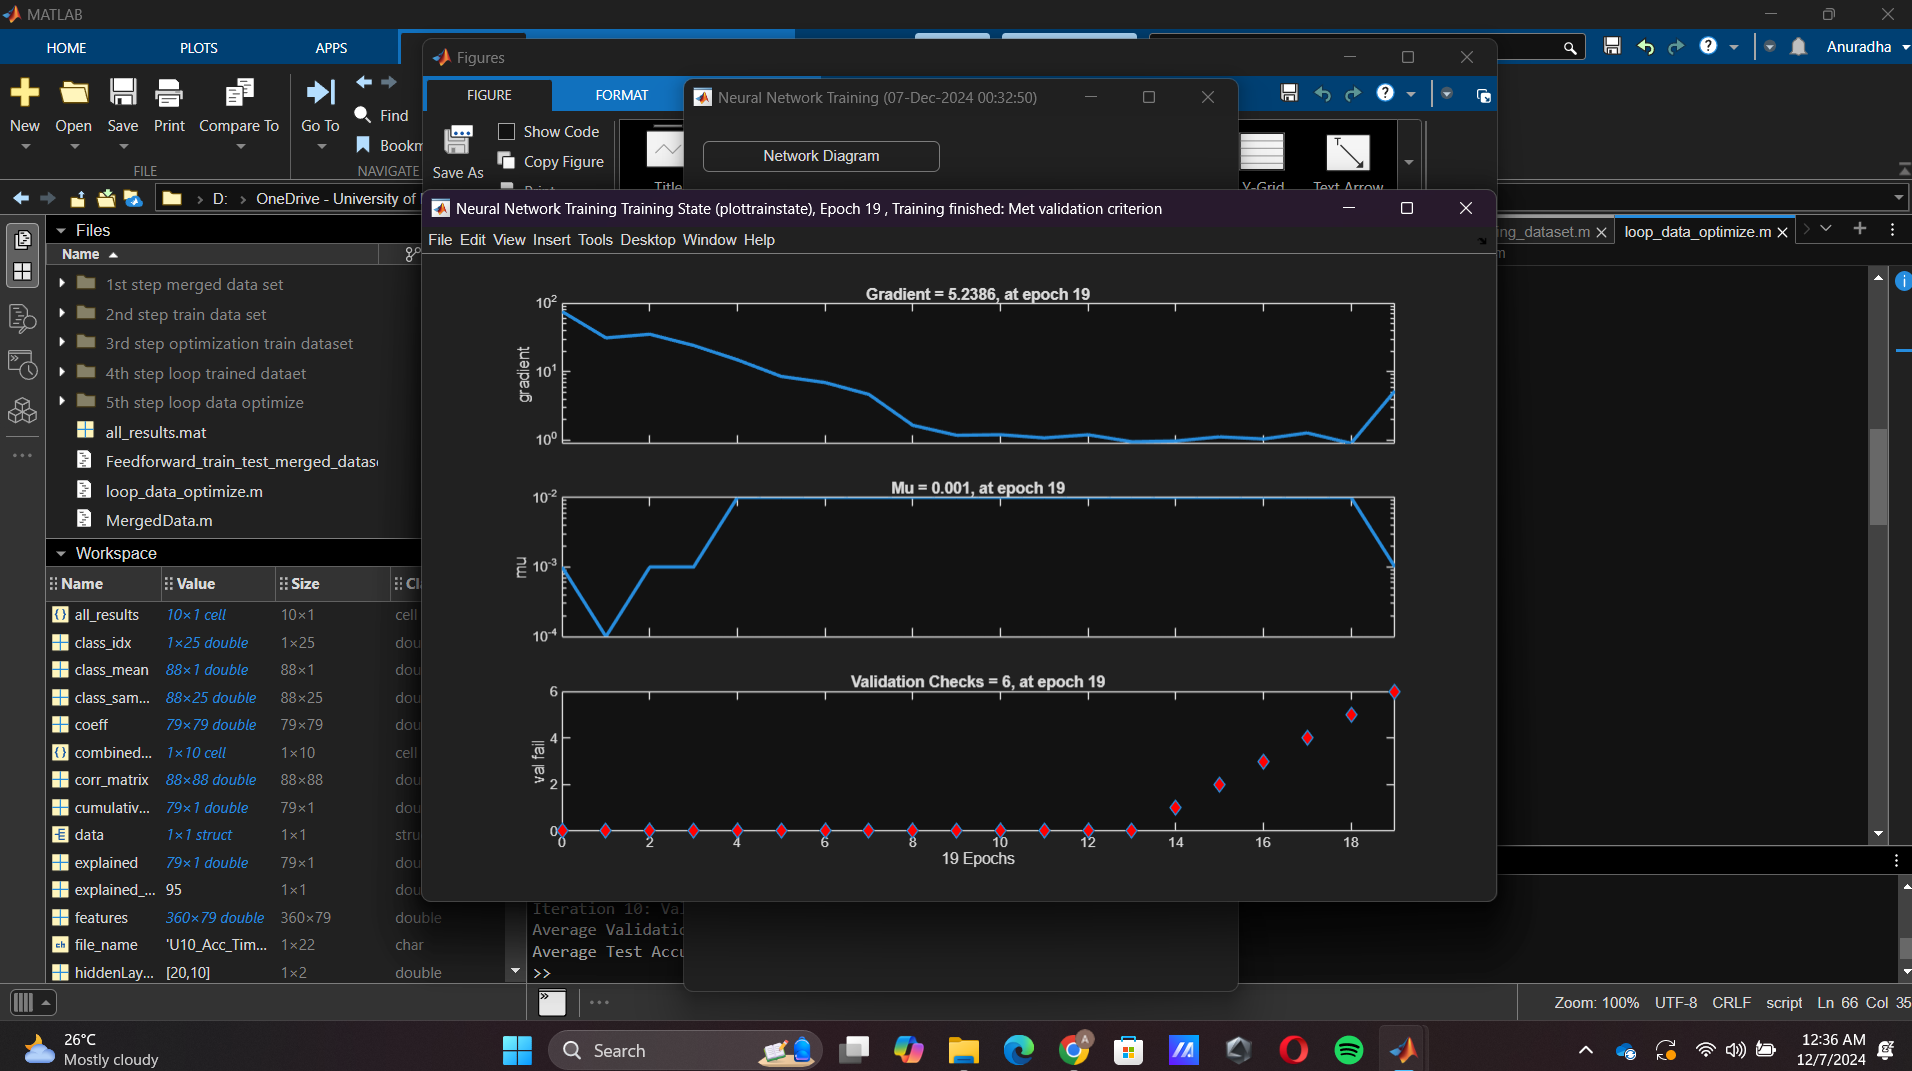 MATLAB
HOME
PLOTS
APPS
Anuradha
New
Open
Save
Print
Compare To
Go To
Find
FILE
NAVIGATE
Figures
FIGURE
FORMAT
Save As
Show Code
Copy Figure
Title
Y-Grid
Text Arrow
Neural Network Training (07-Dec-2024 00:32:50)
Network Diagram
D:
OneDrive - University of
loop_data_optimize.m
Neural Network Training Training State (plottrainstate), Epoch 19 , Training finished: Met validation criterion
File Edit View Insert Tools Desktop Window Help
Files
Name
1st step merged data set
2nd step train data set
3rd step optimization train dataset
4th step loop trained dataet
5th step loop data optimize
all_results.mat
Feedforward_train_test_merged_datas
loop_data_optimize.m
MergedData.m
Workspace
Name Value Size
all_results 10×1 cell 10×1 cell
class_idx 1×25 double 1×25 dou
class_mean 88×1 double 88×1 dou
class_sam... 88×25 double 88×25 dou
coeff 79×79 double 79×79 dou
combined... 1×10 cell 1×10 cell
corr_matrix 88×88 double 88×88 dou
cumulativ... 79×1 double 79×1 dou
data 1×1 struct 1×1 stru
explained 79×1 double 79×1 dou
explained_... 95 1×1 dou
features 360×79 double 360×79 double
file_name 'U10_Acc_Tim... 1×22 char
hiddenLay... [20,10] 1×2 double
Gradient = 5.2386, at epoch 19
gradient
10² 10¹ 10⁰
Mu = 0.001, at epoch 19
mu
10⁻² 10⁻³ 10⁻⁴
Validation Checks = 6, at epoch 19
val fail
6 4 2 0
0 2 4 6 8 10 12 14 16 18
19 Epochs
Iteration 10: Val
Average Validatio
Average Test Accu
>>
Zoom: 100% UTF-8 CRLF script Ln 66 Col 35
26°C
Mostly cloudy
Search
12:36 AM
12/7/2024